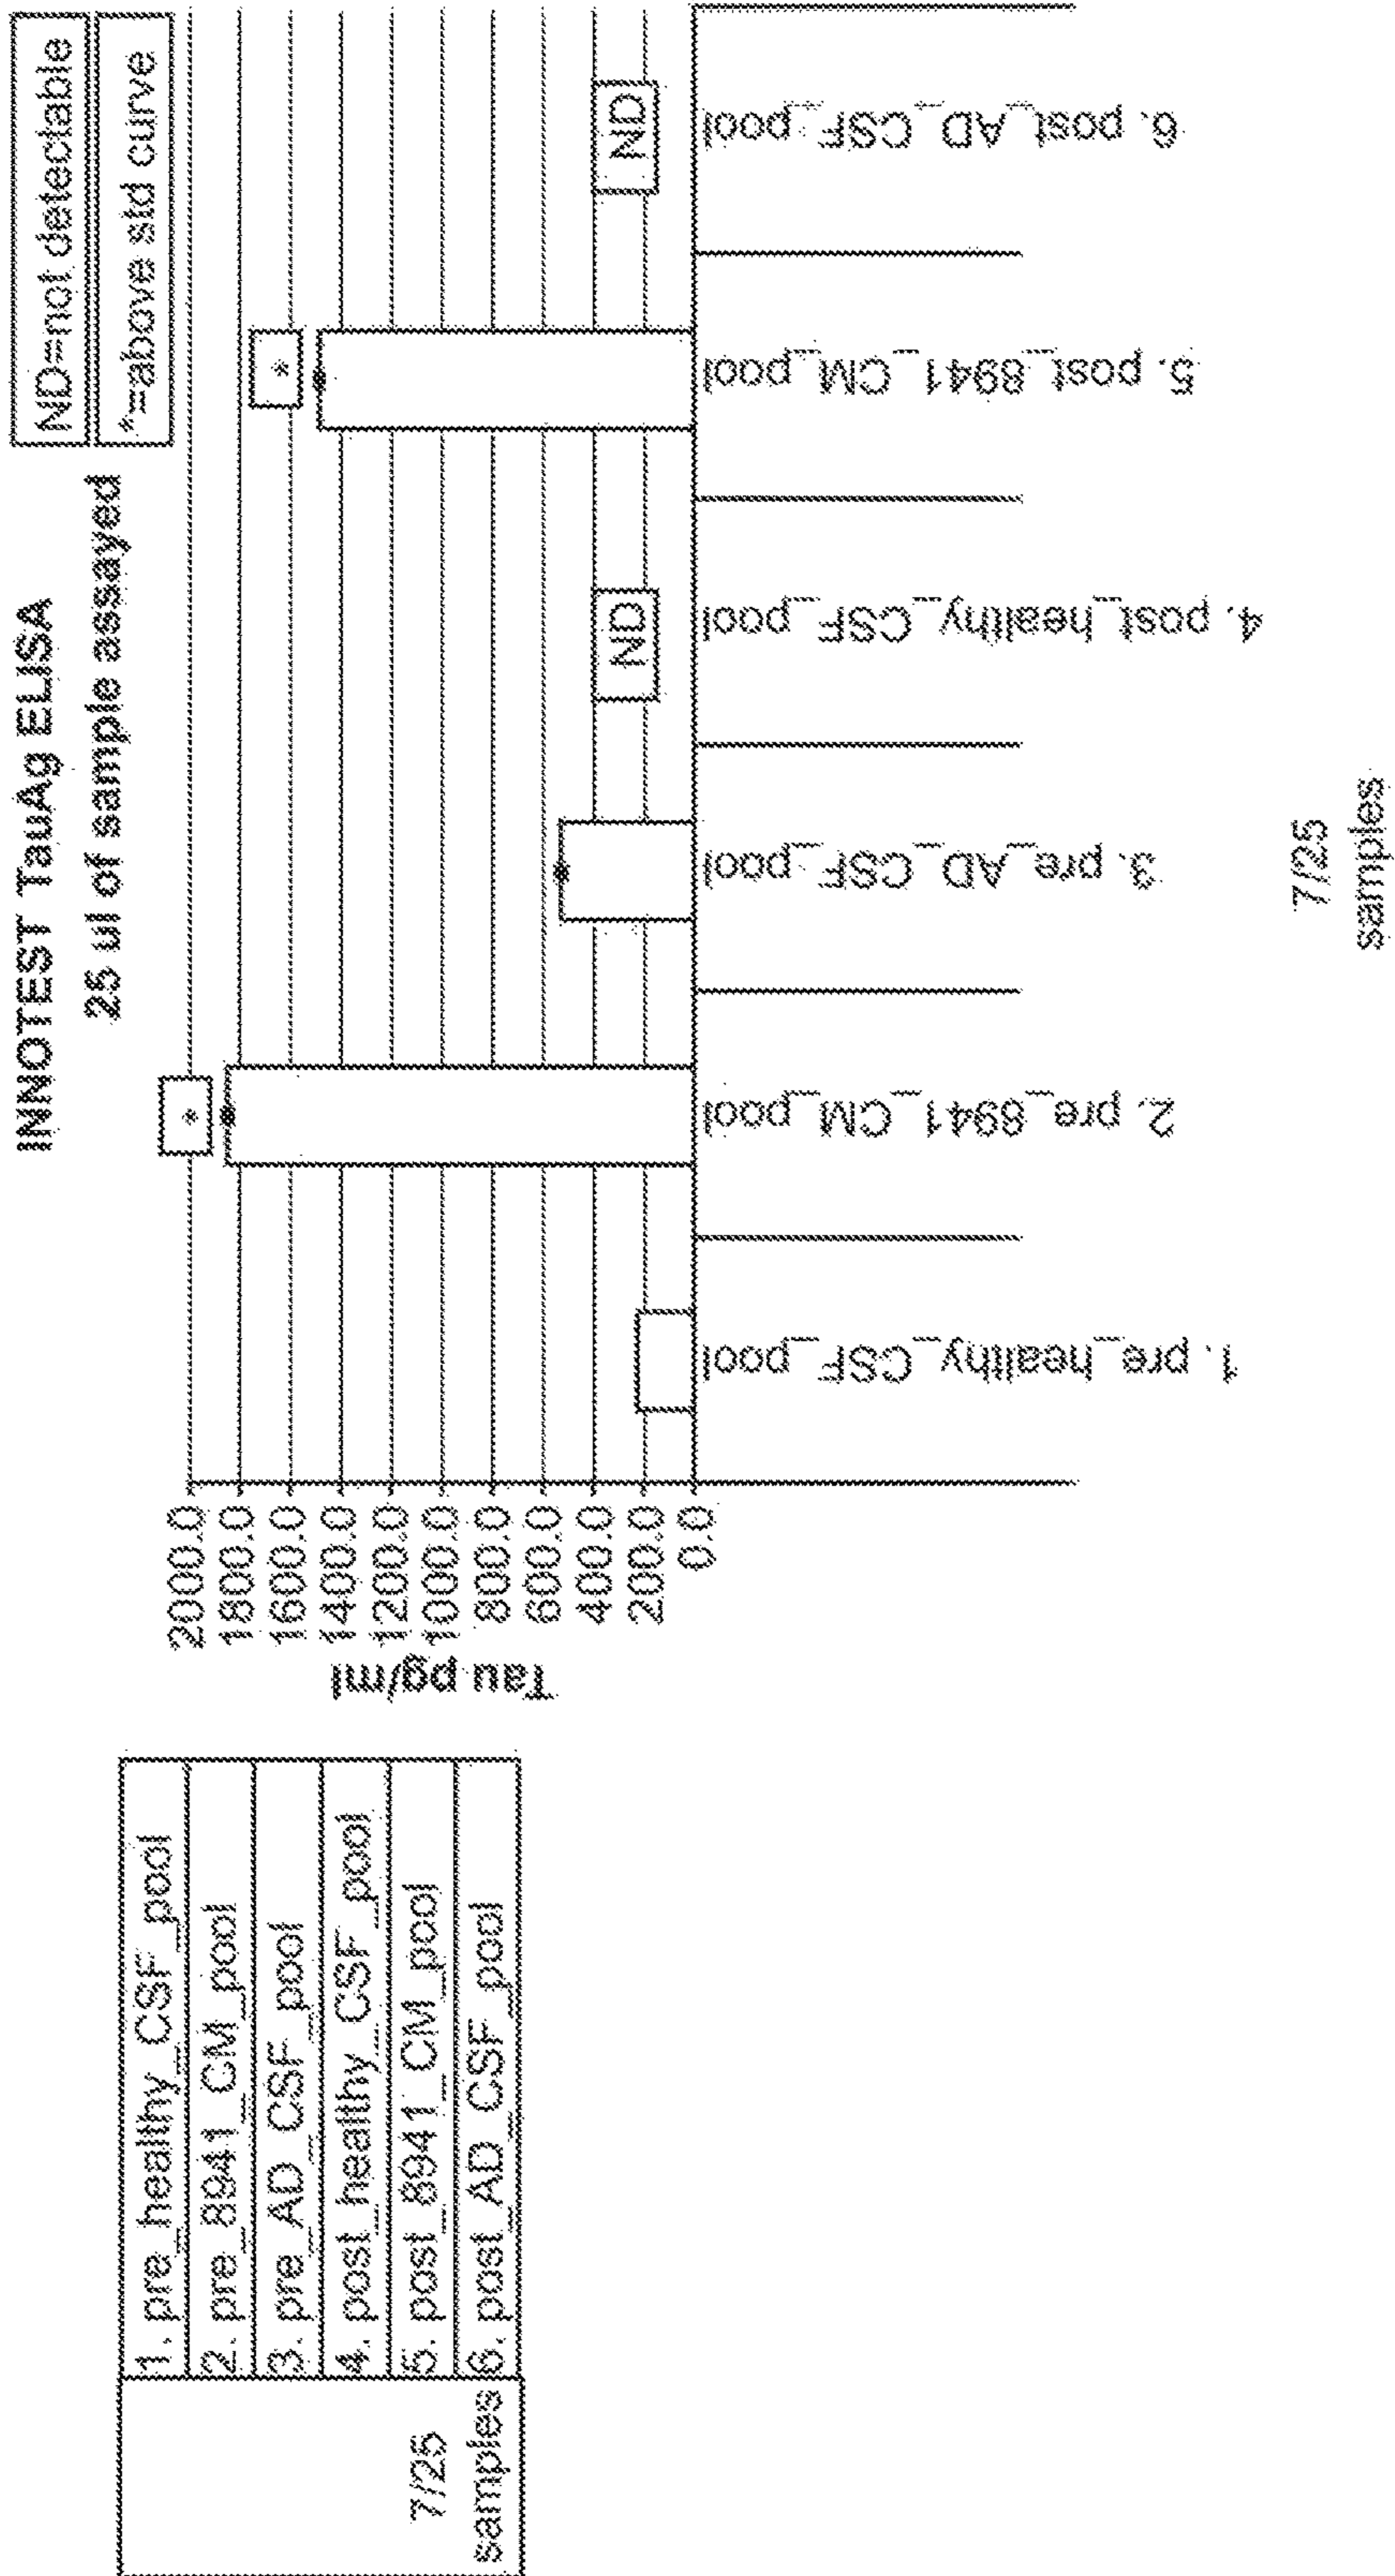 INNOTEST TauAg ELISA
25 ul of sample assayed
ND=not detectable
*=above std curve
Tau pg/ml
2000.0
1800.0
1600.0
1400.0
1200.0
1000.0
800.0
600.0
400.0
200.0
0.0
*
ND
*
ND
1. pre_healthy_CSF_pool
2. pre_8941_CM_pool
3. pre_AD_CSF_pool
4. post_healthy_CSF_pool
5. post_8941_CM_pool
6. post_AD_CSF_pool
7/25
samples
7/25
samples
1. pre_healthy_CSF_pool
2. pre_8941_CM_pool
3. pre_AD_CSF_pool
4. post_healthy_CSF_pool
5. post_8941_CM_pool
6. post_AD_CSF_pool